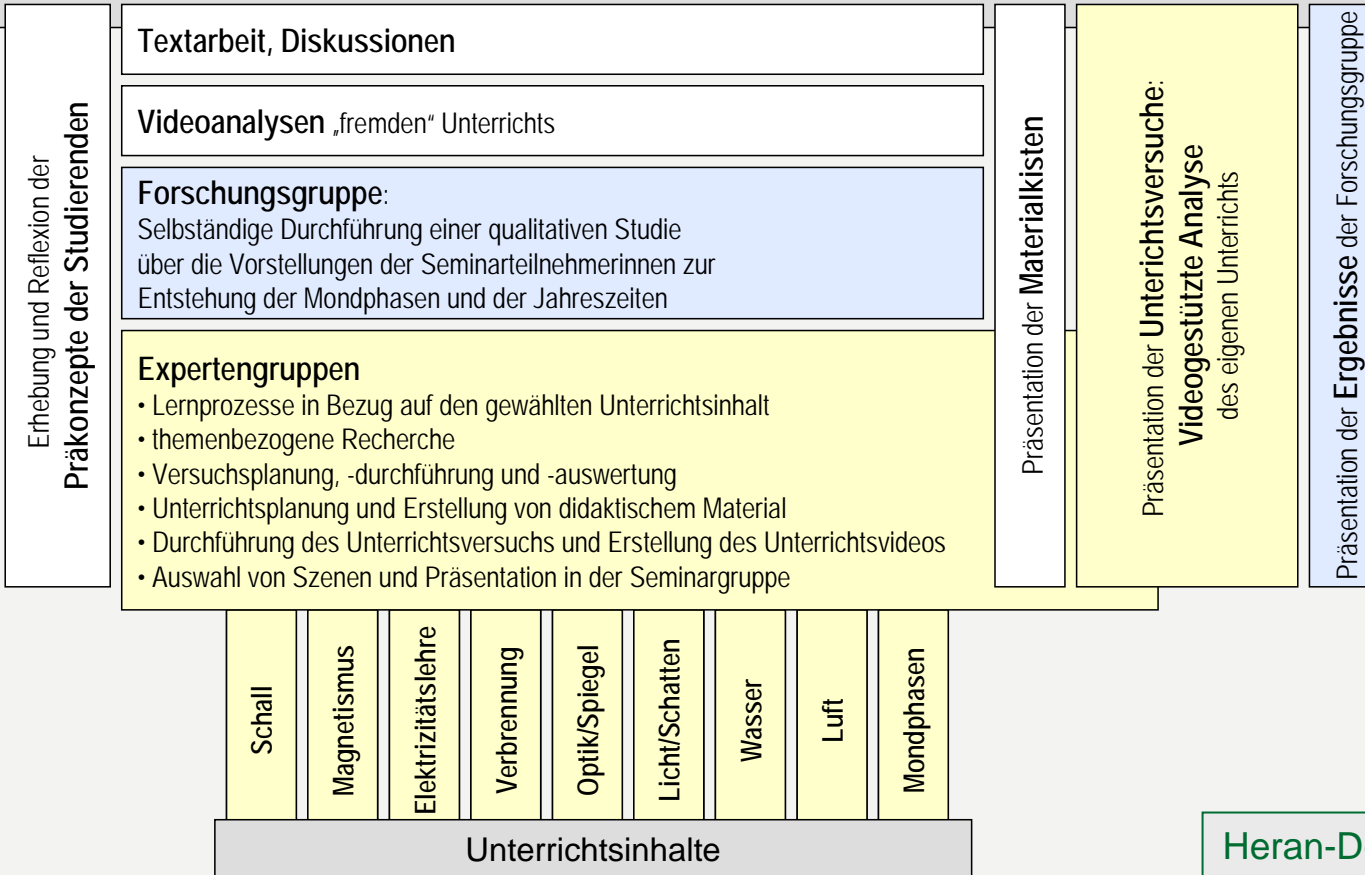 Erhebung und Reflexion der
Präkonzepte der Studierenden
Textarbeit, Diskussionen
Videoanalysen „fremden“ Unterrichts
Forschungsgruppe:
Selbständige Durchführung einer qualitativen Studie
über die Vorstellungen der Seminarteilnehmerinnen zur
Entstehung der Mondphasen und der Jahreszeiten
Expertengruppen
• Lernprozesse in Bezug auf den gewählten Unterrichtsinhalt
• themenbezogene Recherche
• Versuchsplanung, -durchführung und -auswertung
• Unterrichtsplanung und Erstellung von didaktischem Material
• Durchführung des Unterrichtsversuchs und Erstellung des Unterrichtsvideos
• Auswahl von Szenen und Präsentation in der Seminargruppe
Präsentation der Materialkisten
Präsentation der Unterrichtsversuche:
Videogestützte Analyse
des eigenen Unterrichts
Präsentation der Ergebnisse der Forschungsgruppe
Schall
Magnetismus
Elektrizitätslehre
Verbrennung
Optik/Spiegel
Licht/Schatten
Wasser
Luft
Mondphasen
Unterrichtsinhalte
Heran-D